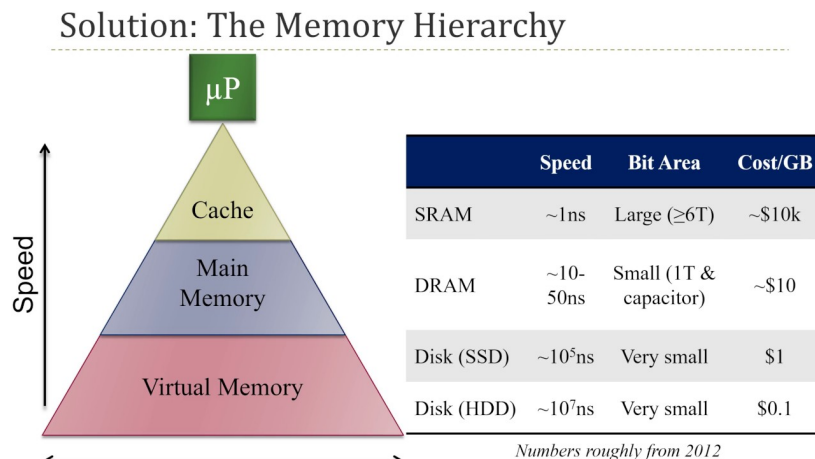 Solution: The Memory Hierarchy
µP
Speed
Cache
Main
Memory
Virtual Memory
Speed Bit Area Cost/GB
SRAM ~1ns Large (≥6T) ~$10k
DRAM ~10-50ns Small (1T & capacitor) ~$10
Disk (SSD) ~10⁵ns Very small $1
Disk (HDD) ~10⁷ns Very small $0.1
Numbers roughly from 2012